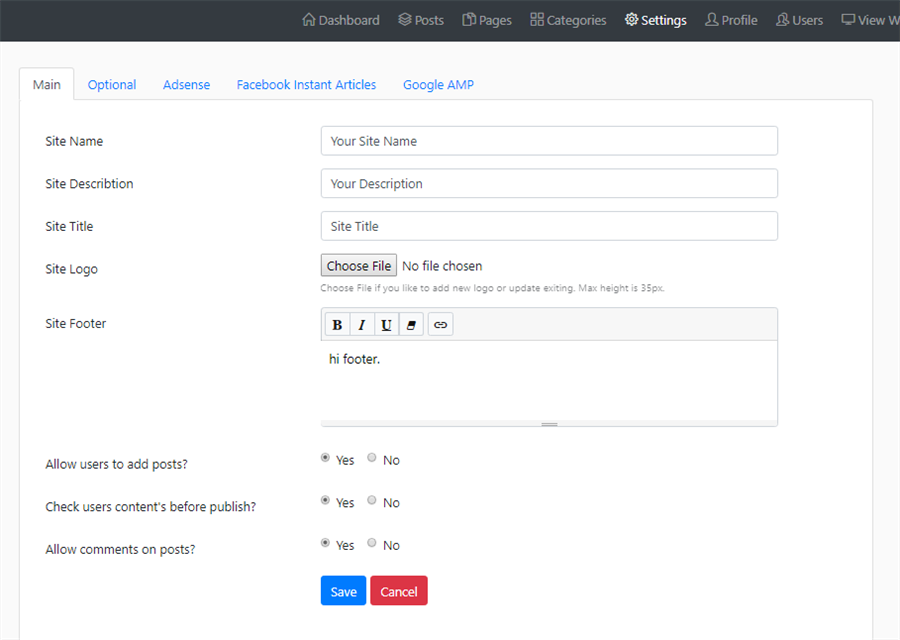 Dashboard Posts Pages Categories Settings Profile Users View W
Main Optional Adsense Facebook Instant Articles Google AMP
Site Name Your Site Name
Site Describtion Your Description
Site Title Site Title
Site Logo Choose File No file chosen
Choose File if you like to add new logo or update exiting. Max height is 35px.
Site Footer B I U
hi footer.
Allow users to add posts? Yes No
Check users content's before publish? Yes No
Allow comments on posts? Yes No
Save Cancel